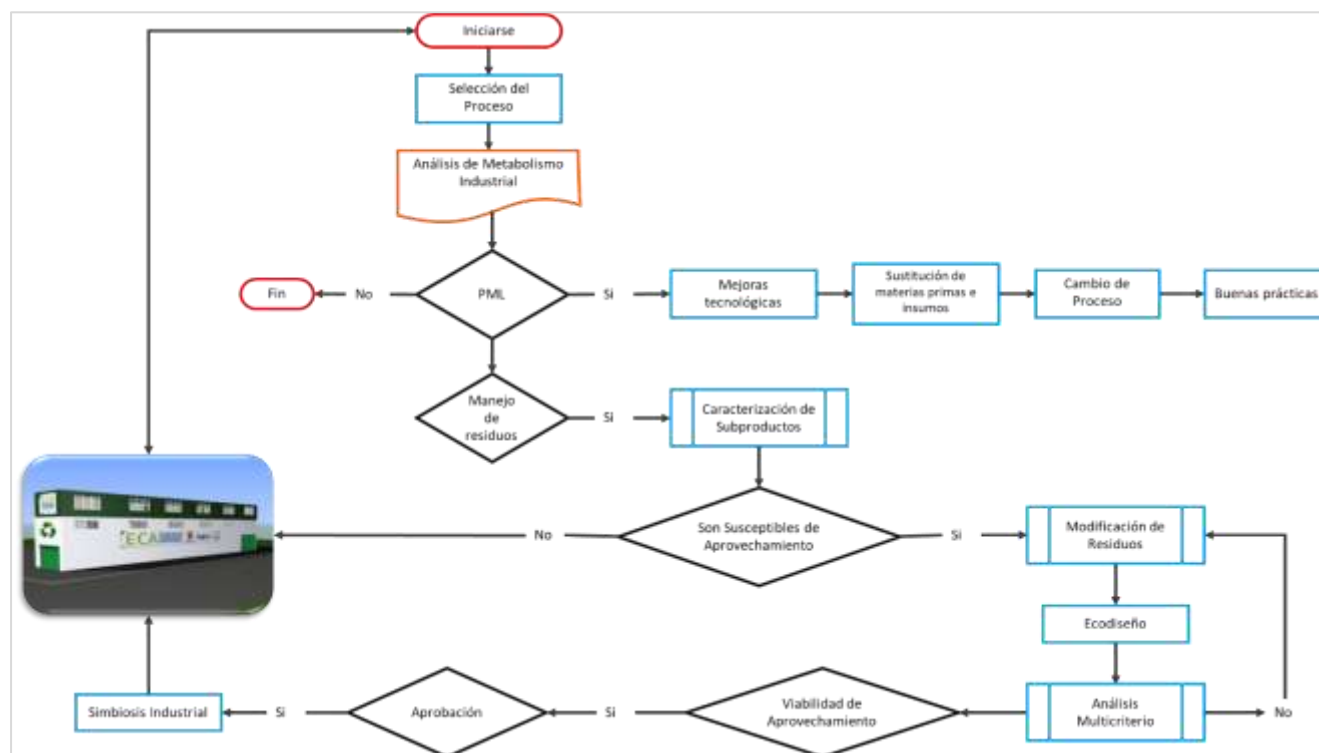 Iniciarse
Selección del
Proceso
Análisis de Metabolismo
Industrial
Fin
No
PML
Si
Mejoras
tecnológicas
Sustitución de
materias primas e
insumos
Cambio de
Proceso
Buenas prácticas
Manejo
de
residuos
Si
Caracterización de
Subproductos
ECA
No
Son Susceptibles de
Aprovechamiento
Si
Modificación de
Residuos
Ecodiseño
Simbiosis Industrial
Si
Aprobación
Si
Viabilidad de
Aprovechamiento
Análisis
Multicriterio
No